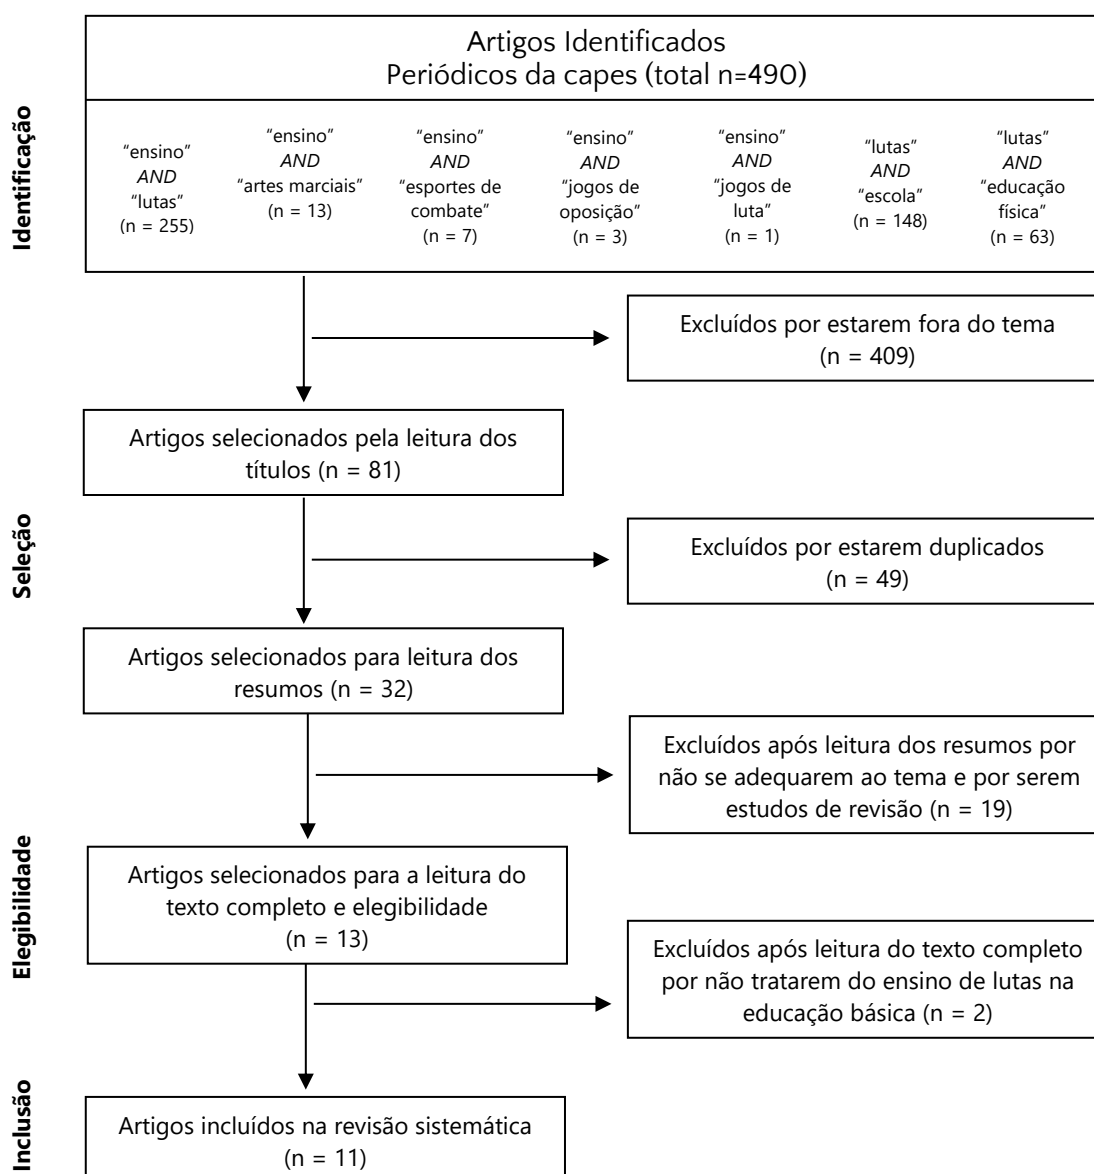 Artigos Identificados
Periódicos da capes (total n=490)
Identificação
"ensino"
AND
"lutas"
(n = 255)
"ensino"
AND
"artes marciais"
(n = 13)
"ensino"
AND
"esportes de
combate"
(n = 7)
"ensino"
AND
"jogos de
oposição"
(n = 3)
"ensino"
AND
"jogos de
luta"
(n = 1)
"lutas"
AND
"escola"
(n = 148)
"lutas"
AND
"educação
física"
(n = 63)
Excluídos por estarem fora do tema
(n = 409)
Artigos selecionados pela leitura dos
títulos (n = 81)
Seleção
Excluídos por estarem duplicados
(n = 49)
Artigos selecionados para leitura dos
resumos (n = 32)
Excluídos após leitura dos resumos por
não se adequarem ao tema e por serem
estudos de revisão (n = 19)
Elegibilidade
Artigos selecionados para a leitura do
texto completo e elegibilidade
(n = 13)
Excluídos após leitura do texto completo
por não tratarem do ensino de lutas na
educação básica (n = 2)
Inclusão
Artigos incluídos na revisão sistemática
(n = 11)